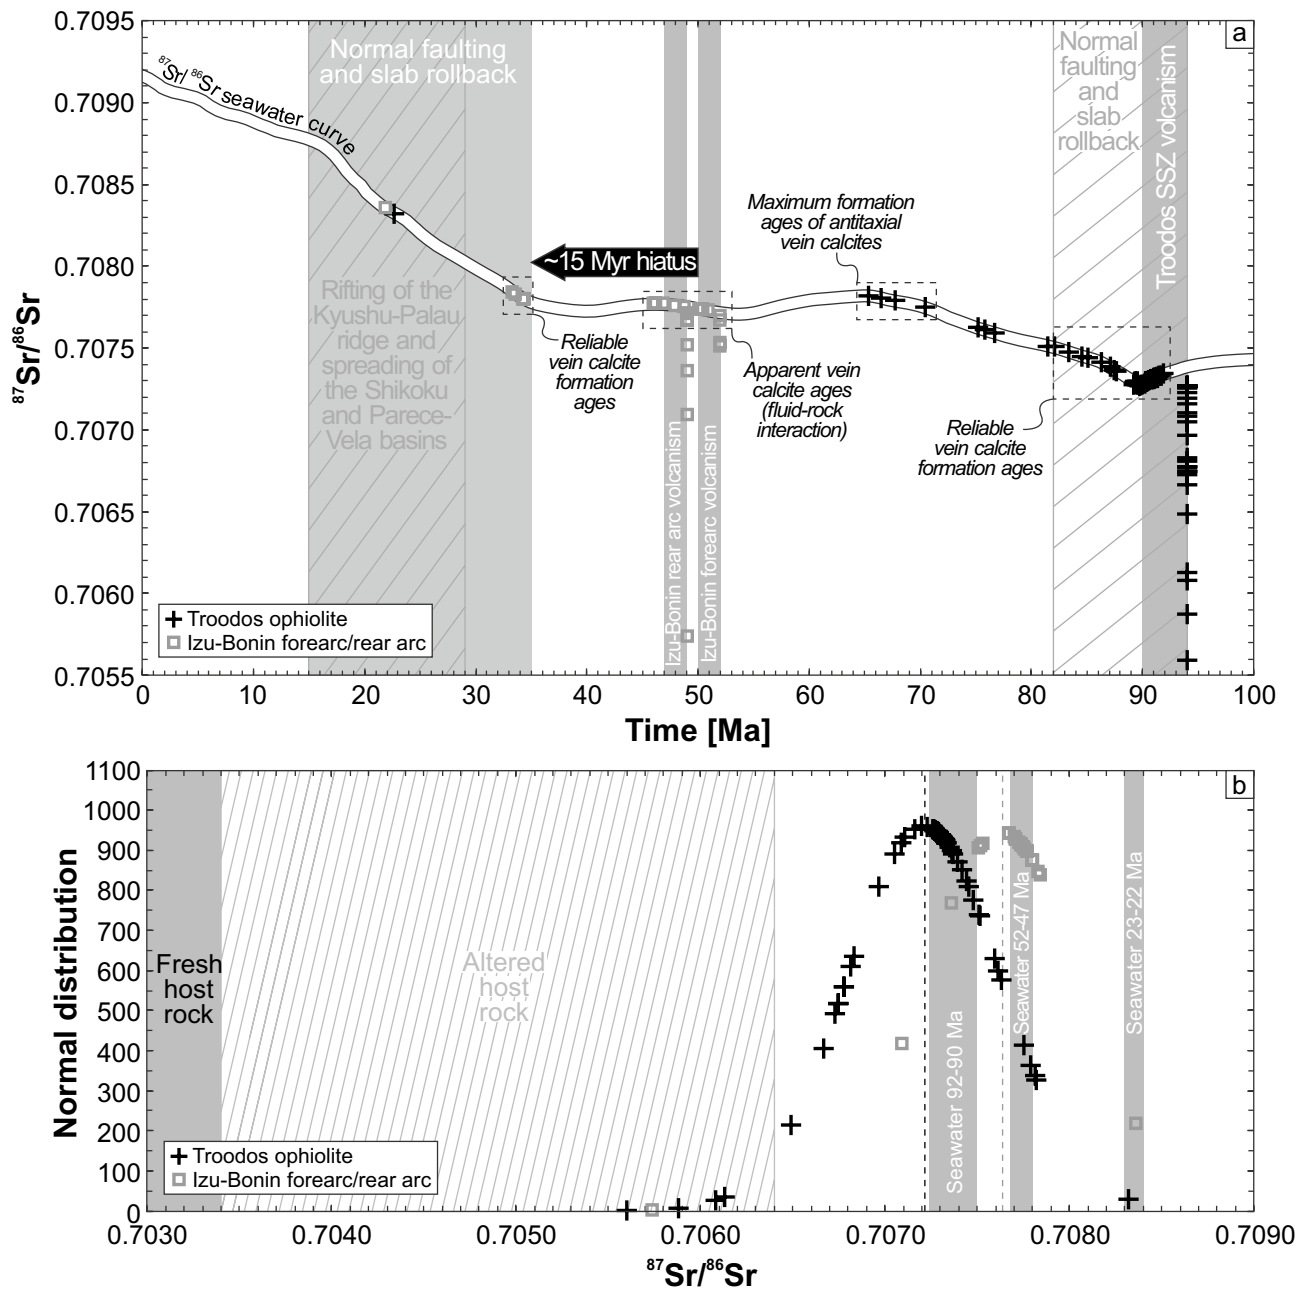 a
0.7095
0.7090
0.7085
0.7080
0.7075
0.7070
0.7065
0.7060
0.7055
⁸⁷Sr/⁸⁶Sr
⁸⁷Sr/⁸⁶Sr seawater curve
Normal faulting
and slab rollback
Rifting of the
Kyushu-Palau
ridge and
spreading of
the Shikoku
and Parece-
Vela basins
~15 Myr hiatus
Reliable
vein calcite
formation
ages
Izu-Bonin rear arc volcanism
Izu-Bonin forearc volcanism
Maximum formation
ages of antitaxial
vein calcites
Apparent vein
calcite ages
(fluid-rock
interaction)
Normal
faulting
and
slab
rollback
Troodos SSZ volcanism
Reliable
vein calcite
formation ages
Troodos ophiolite
Izu-Bonin forearc/rear arc
0 10 20 30 40 50 60 70 80 90 100
Time [Ma]
b
1100
1000
900
800
700
600
500
400
300
200
100
0
Normal distribution
Fresh
host
rock
Altered
host
rock
Seawater 92-90 Ma
Seawater 52-47 Ma
Seawater 23-22 Ma
Troodos ophiolite
Izu-Bonin forearc/rear arc
0.7030 0.7040 0.7050 0.7060 0.7070 0.7080 0.7090
⁸⁷Sr/⁸⁶Sr